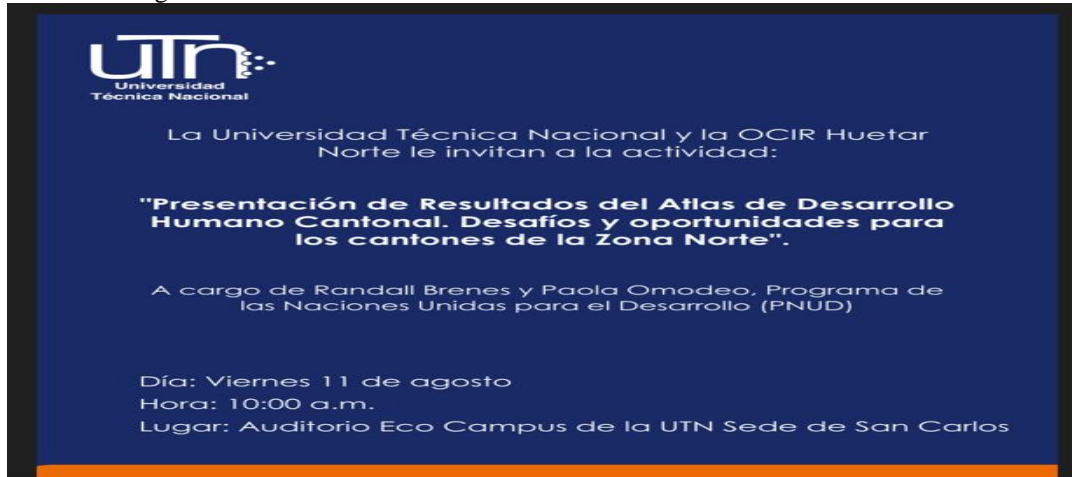 uTn
Universidad
Técnica Nacional
La Universidad Técnica Nacional y la OCIR Huetar
Norte le invitan a la actividad:
"Presentación de Resultados del Atlas de Desarrollo
Humano Cantonal. Desafíos y oportunidades para
los cantones de la Zona Norte".
A cargo de Randall Brenes y Paola Omodeo, Programa de
las Naciones Unidas para el Desarrollo (PNUD)
Día: Viernes 11 de agosto
Hora: 10:00 a.m.
Lugar: Auditorio Eco Campus de la UTN Sede de San Carlos